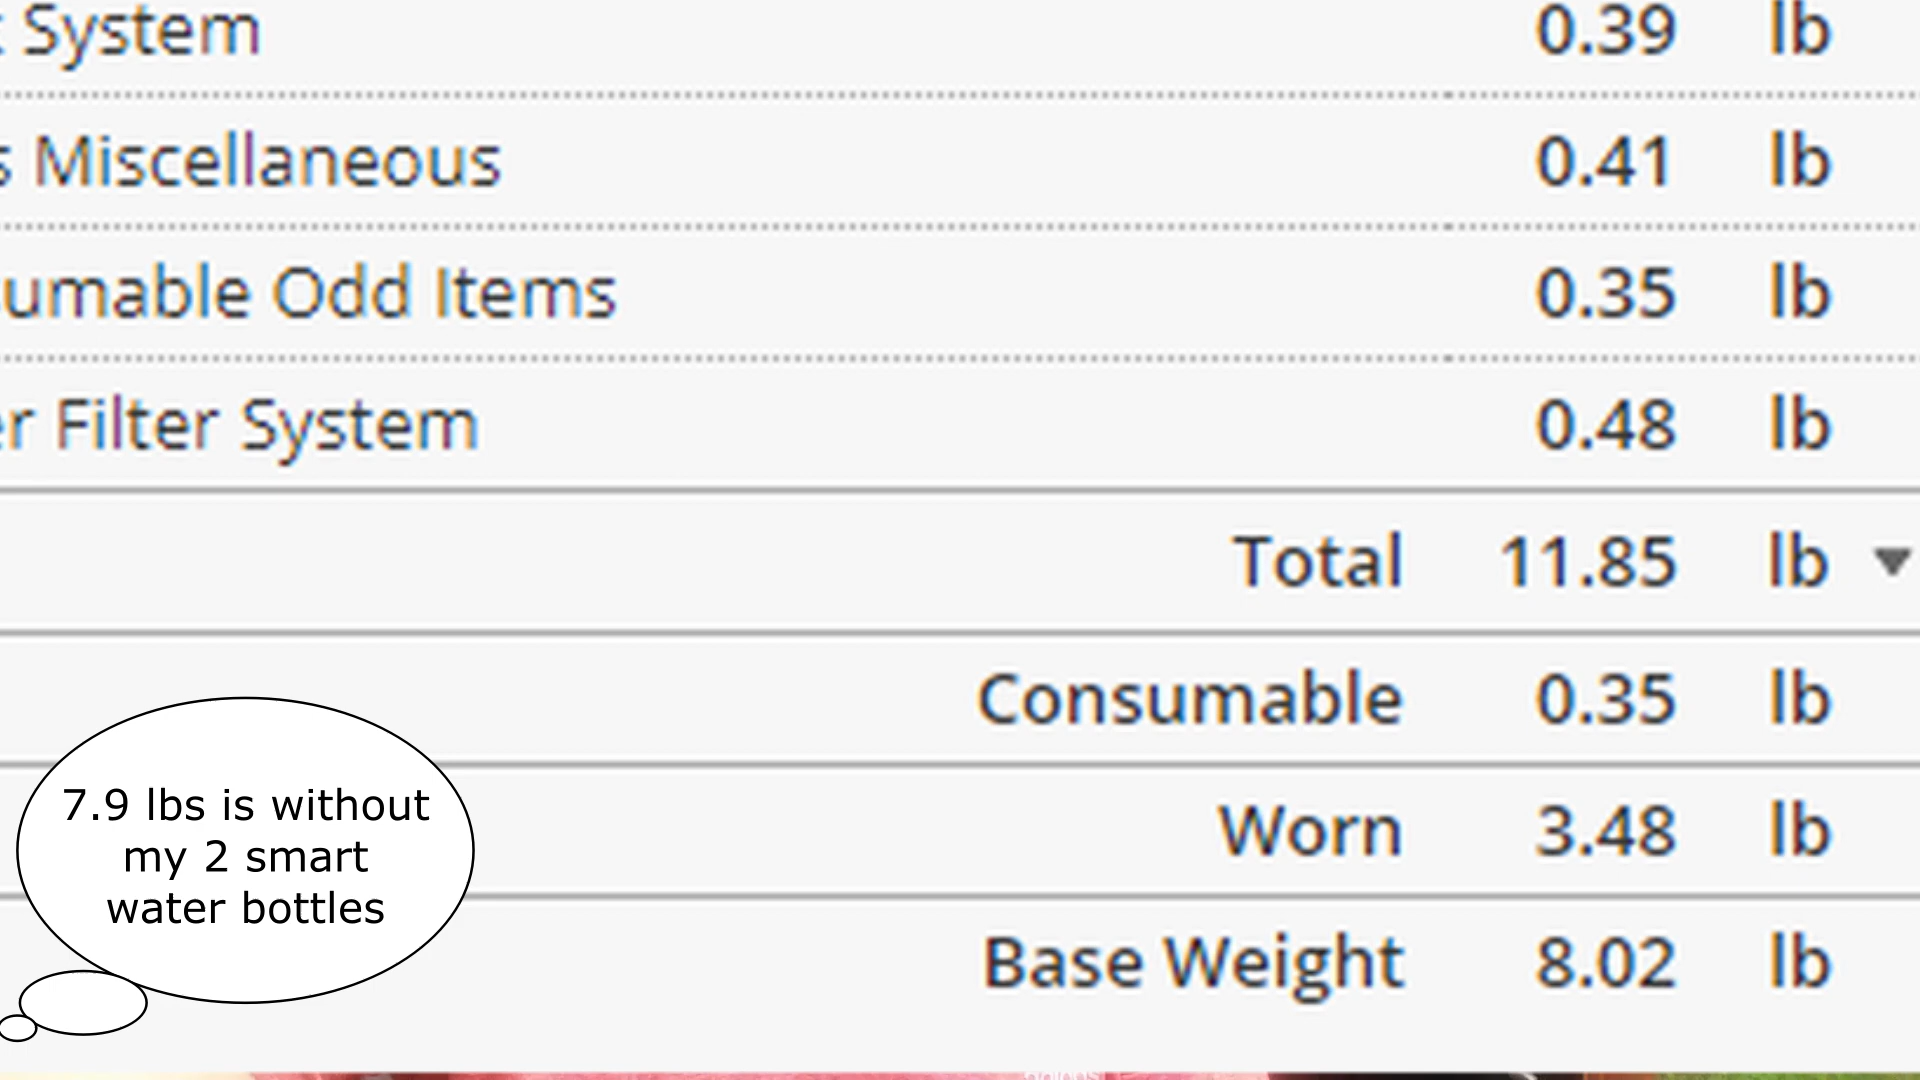 System 0.39 lb
Miscellaneous 0.41 lb
Odd Items 0.35 lb
Filter System 0.48 lb
Total 11.85 lb
Consumable 0.35 lb
Worn 3.48 lb
Base Weight 8.02 lb
7.9 lbs is without
my 2 smart
water bottles